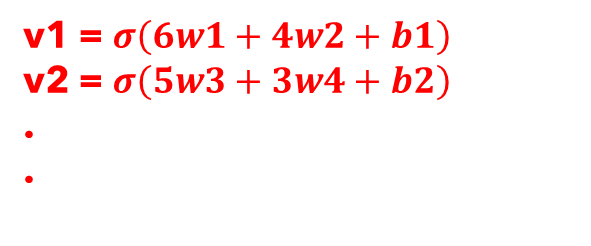 v1 = σ(6w1 + 4w2 + b1)
v2 = σ(5w3 + 3w4 + b2)
.
.